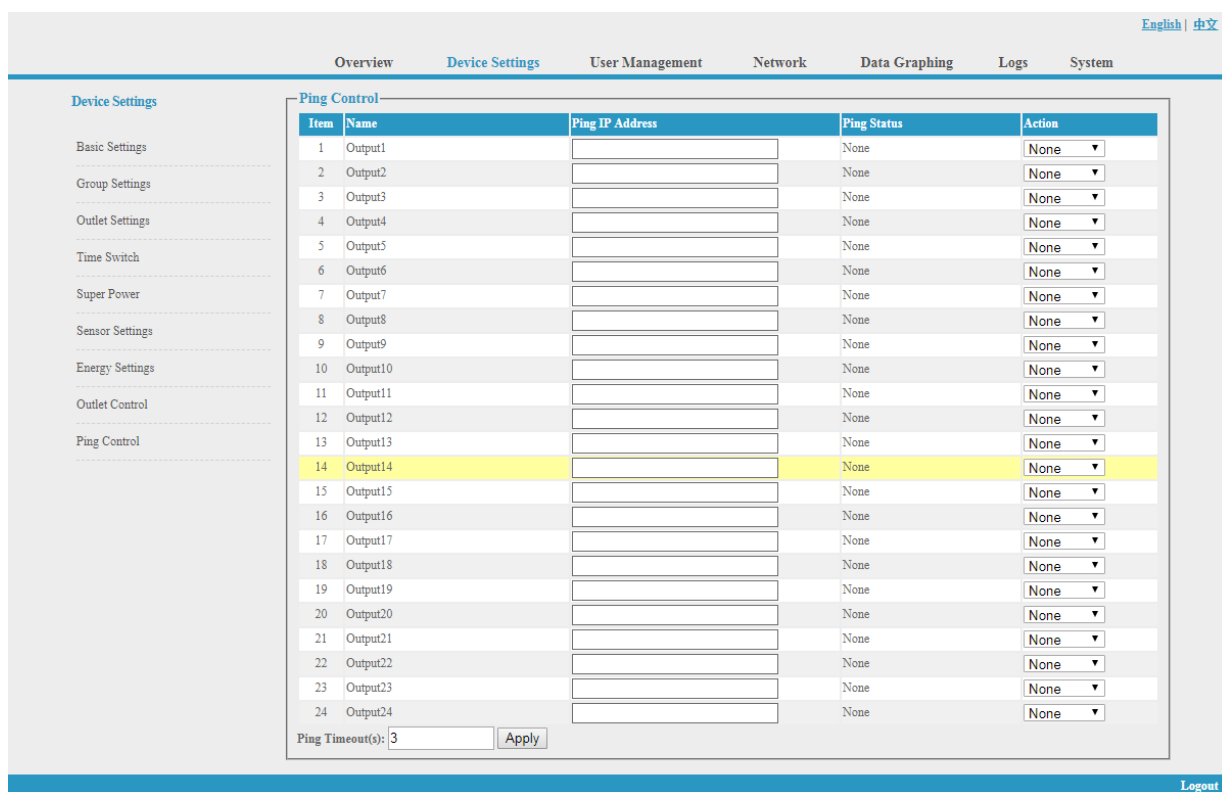 English | 中文
Overview Device Settings User Management Network Data Graphing Logs System
Device Settings
Basic Settings
Group Settings
Outlet Settings
Time Switch
Super Power
Sensor Settings
Energy Settings
Outlet Control
Ping Control
Ping Control
Item Name Ping IP Address Ping Status Action
1 Output1 None None
2 Output2 None None
3 Output3 None None
4 Output4 None None
5 Output5 None None
6 Output6 None None
7 Output7 None None
8 Output8 None None
9 Output9 None None
10 Output10 None None
11 Output11 None None
12 Output12 None None
13 Output13 None None
14 Output14 None None
15 Output15 None None
16 Output16 None None
17 Output17 None None
18 Output18 None None
19 Output19 None None
20 Output20 None None
21 Output21 None None
22 Output22 None None
23 Output23 None None
24 Output24 None None
Ping Timeout(s): 3 Apply
Logout